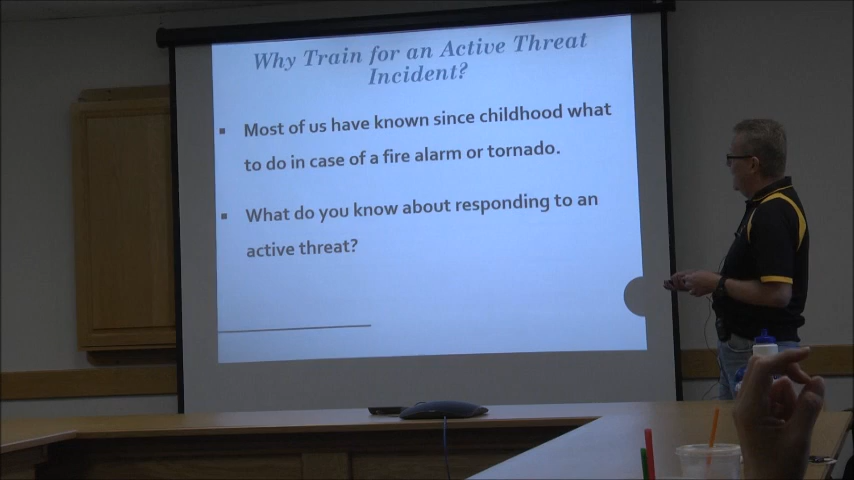 Why Train for an Active Threat
Incident?
▪ Most of us have known since childhood what
to do in case of a fire alarm or tornado.
▪ What do you know about responding to an
active threat?